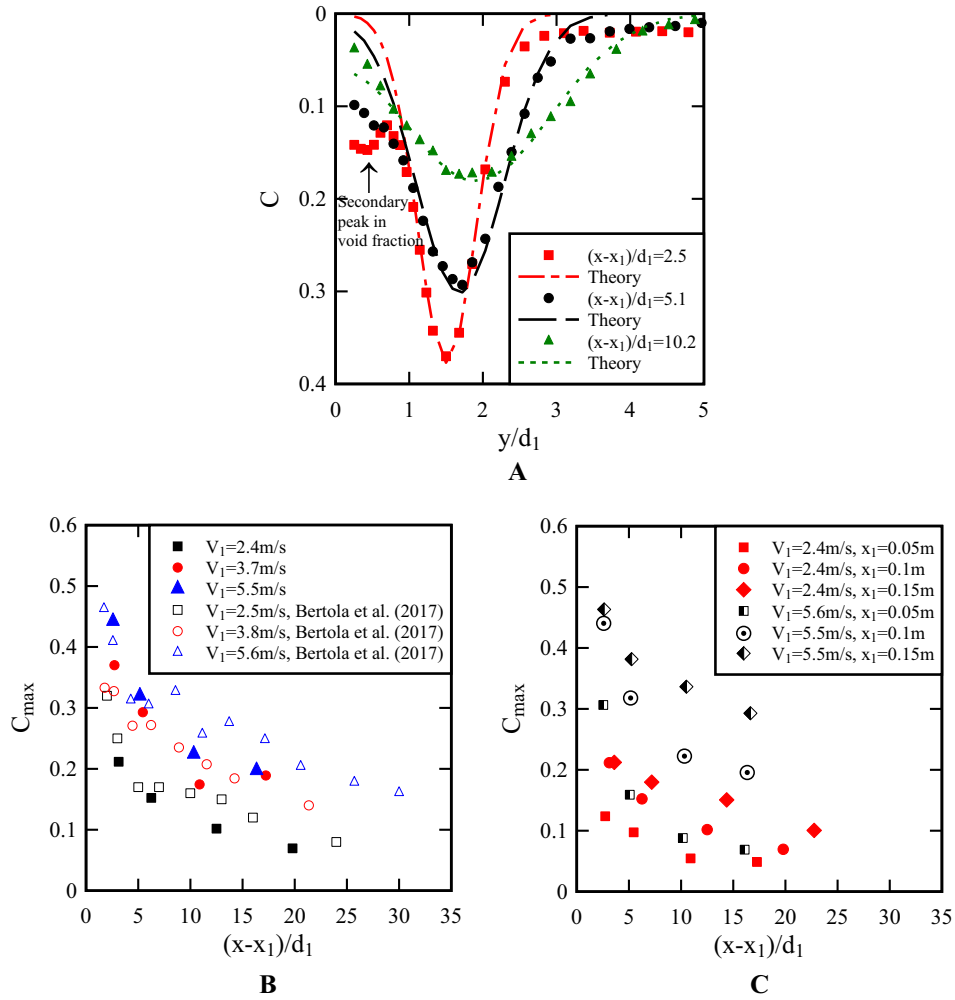 0
0.1
0.2
0.3
0.4
C
Secondary
peak in
void fraction
(x-x1)/d1=2.5
Theory
(x-x1)/d1=5.1
Theory
(x-x1)/d1=10.2
Theory
0 1 2 3 4 5
y/d1
A
0.6
0.5
0.4
0.3
0.2
0.1
0
Cmax
V1=2.4m/s
V1=3.7m/s
V1=5.5m/s
V1=2.5m/s, Bertola et al. (2017)
V1=3.8m/s, Bertola et al. (2017)
V1=5.6m/s, Bertola et al. (2017)
0 5 10 15 20 25 30 35
(x-x1)/d1
B
0.6
0.5
0.4
0.3
0.2
0.1
0
Cmax
V1=2.4m/s, x1=0.05m
V1=2.4m/s, x1=0.1m
V1=2.4m/s, x1=0.15m
V1=5.6m/s, x1=0.05m
V1=5.5m/s, x1=0.1m
V1=5.5m/s, x1=0.15m
0 5 10 15 20 25 30 35
(x-x1)/d1
C